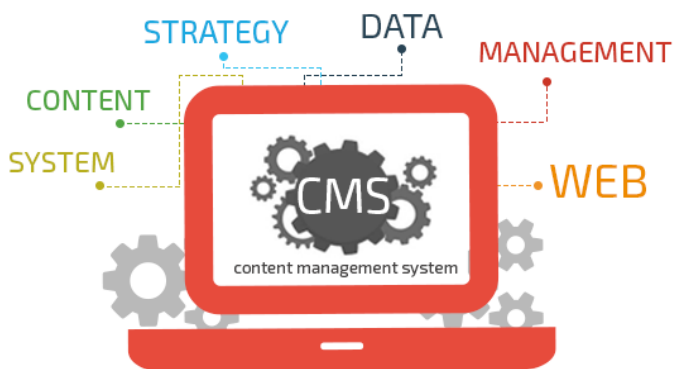 STRATEGY
DATA
MANAGEMENT
CONTENT
SYSTEM
WEB
CMS
content management system